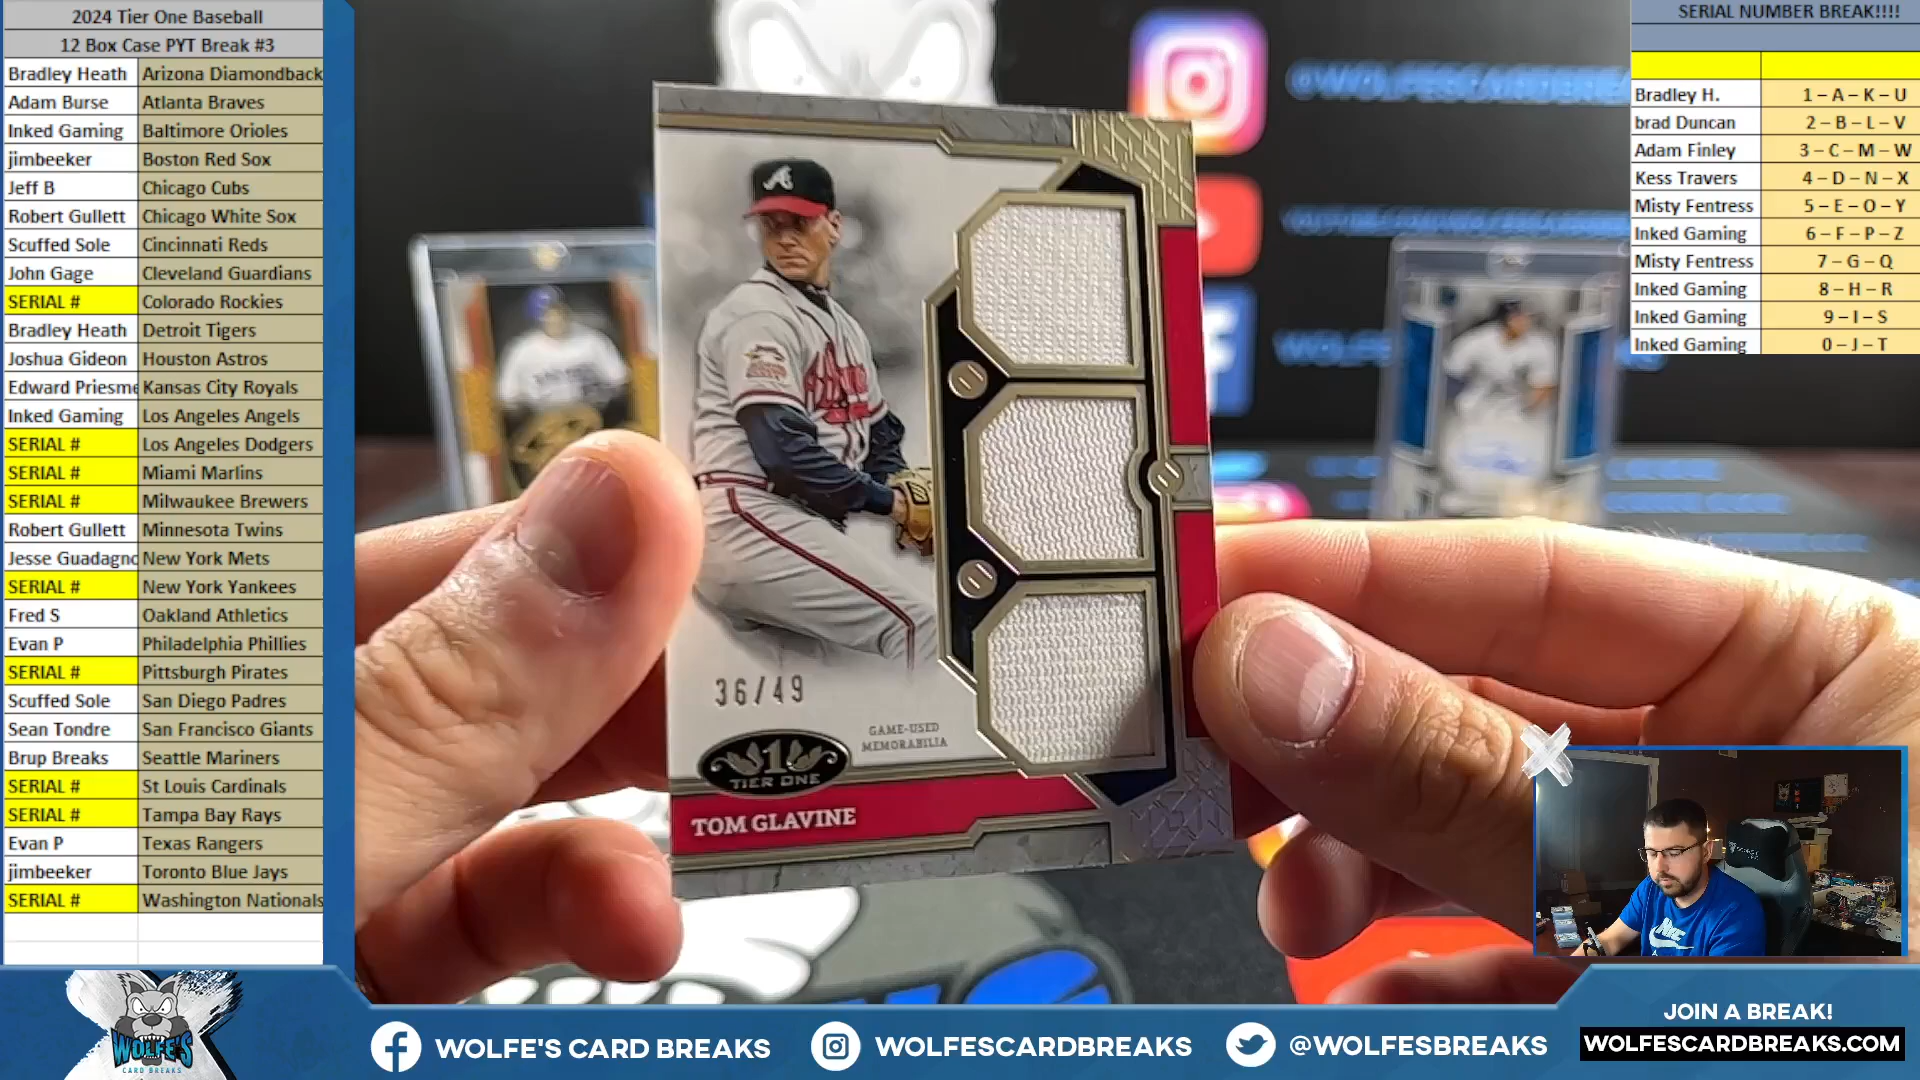 2024 Tier One Baseball
12 Box Case PYT Break #3
Bradley Heath Arizona Diamondback
Adam Burse Atlanta Braves
Inked Gaming Baltimore Orioles
jimbeeker Boston Red Sox
Jeff B Chicago Cubs
Robert Gullett Chicago White Sox
Scuffed Sole Cincinnati Reds
John Gage Cleveland Guardians
SERIAL # Colorado Rockies
Bradley Heath Detroit Tigers
Joshua Gideon Houston Astros
Edward Priesme Kansas City Royals
Inked Gaming Los Angeles Angels
SERIAL # Los Angeles Dodgers
SERIAL # Miami Marlins
SERIAL # Milwaukee Brewers
Robert Gullett Minnesota Twins
Jesse Guadagno New York Mets
SERIAL # New York Yankees
Fred S Oakland Athletics
Evan P Philadelphia Phillies
SERIAL # Pittsburgh Pirates
Scuffed Sole San Diego Padres
Sean Tondre San Francisco Giants
Brup Breaks Seattle Mariners
SERIAL # St Louis Cardinals
SERIAL # Tampa Bay Rays
Evan P Texas Rangers
jimbeeker Toronto Blue Jays
SERIAL # Washington Nationals
SERIAL NUMBER BREAK!!!!
Bradley H. 1 – A – K – U
brad Duncan 2 – B – L – V
Adam Finley 3 – C – M – W
Kess Travers 4 – D – N – X
Misty Fentress 5 – E – O – Y
Inked Gaming 6 – F – P – Z
Misty Fentress 7 – G – Q
Inked Gaming 8 – H – R
Inked Gaming 9 – I – S
Inked Gaming 0 – J – T
@WOLFESCARDBREA
A
36/49
GAME-USED
MEMORABILIA
1
TIER ONE
TOM GLAVINE
WOLFE'S
CARD BREAKS
WOLFE'S CARD BREAKS
WOLFESCARDBREAKS
@WOLFESBREAKS
JOIN A BREAK!
WOLFESCARDBREAKS.COM